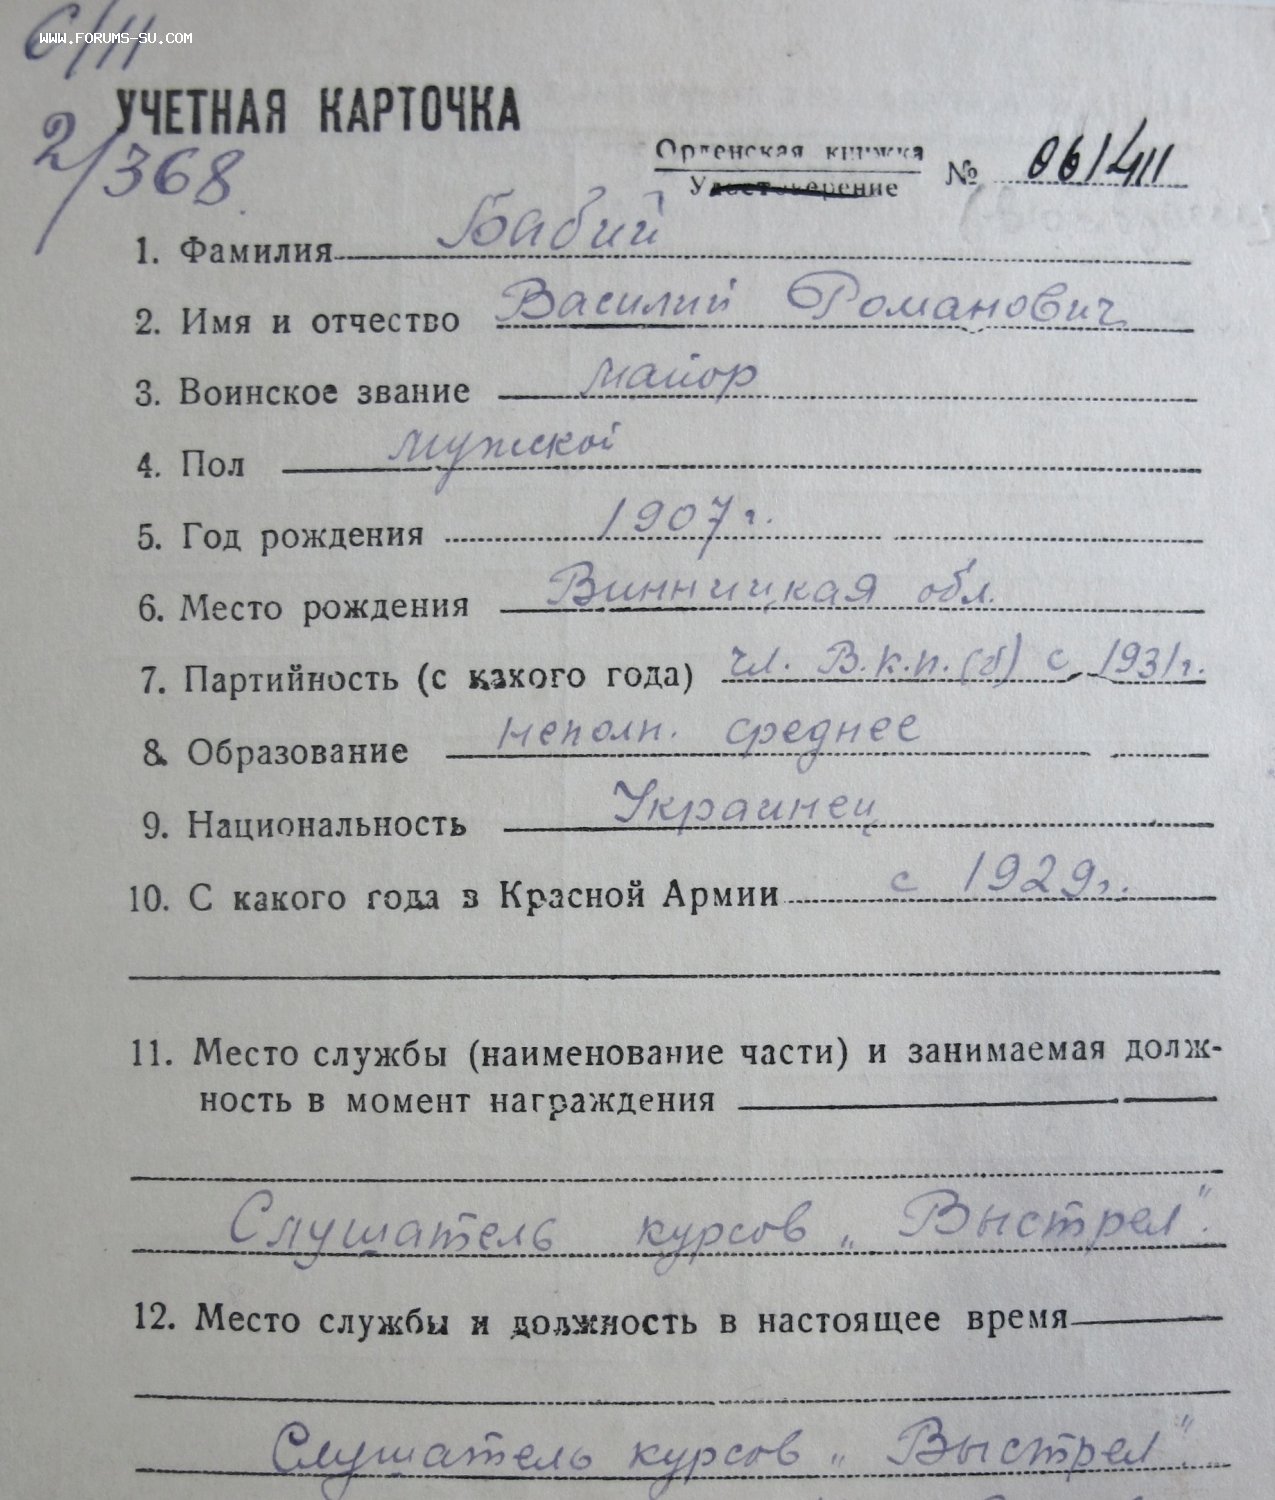 6/11
WWW.FORUMS-SU.COM
УЧЕТНАЯ КАРТОЧКА
2/368
Орденская книжка
Удостоверение
№ 061411
1. Фамилия Бабий
2. Имя и отчество Василий Романович
3. Воинское звание майор
4. Пол мужской
5. Год рождения 1907 г.
6. Место рождения Винницкая обл.
7. Партийность (с какого года) чл. В.К.П.(б) с 1931 г.
8. Образование неполн. среднее
9. Национальность Украинец
10. С какого года в Красной Армии с 1929 г.
11. Место службы (наименование части) и занимаемая долж-
ность в момент награждения
Слушатель курсов „Выстрел".
12. Место службы и должность в настоящее время
Слушатель курсов „Выстрел".